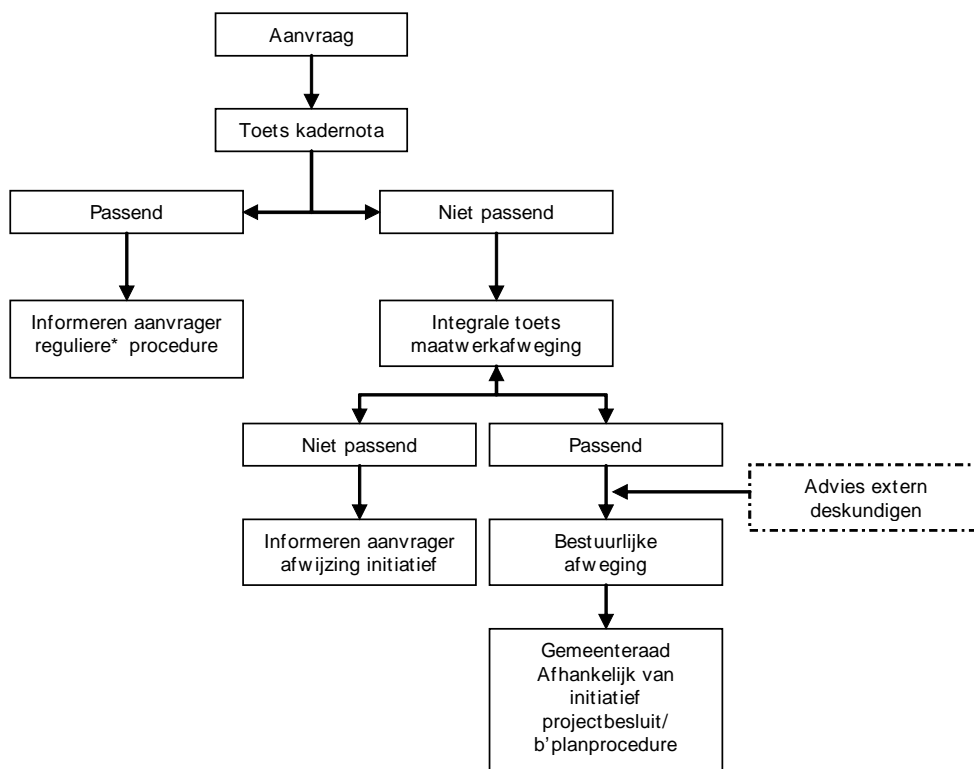 Aanvraag
Toets kadernota
Passend
Niet passend
Informeren aanvrager
reguliere* procedure
Integrale toets
maatwerkafweging
Niet passend
Passend
Advies extern
deskundigen
Informeren aanvrager
afwijzing initiatief
Bestuurlijke
afweging
Gemeenteraad
Afhankelijk van
initiatief
projectbesluit/
b'planprocedure